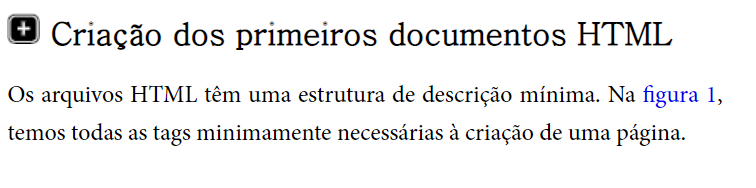 Criação dos primeiros documentos HTML
Os arquivos HTML têm uma estrutura de descrição mínima. Na figura 1,
temos todas as tags minimamente necessárias à criação de uma página.